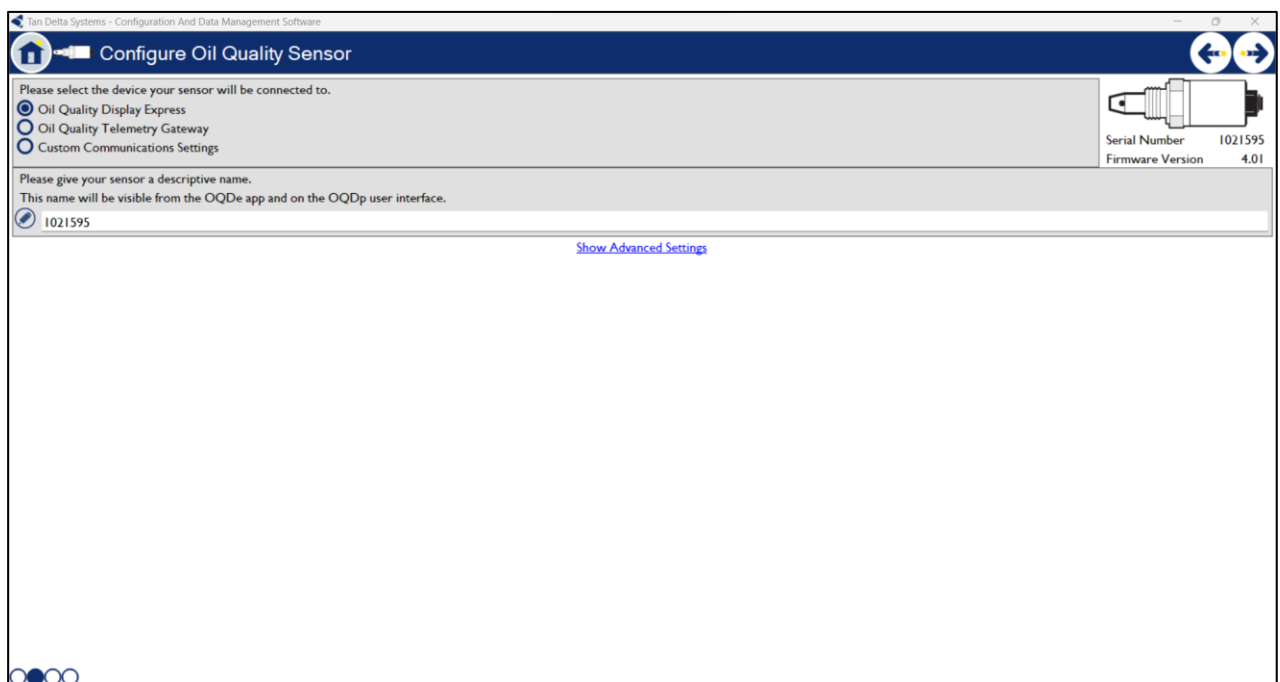 Tan Delta Systems - Configuration And Data Management Software
Configure Oil Quality Sensor
Please select the device your sensor will be connected to.
Oil Quality Display Express
Oil Quality Telemetry Gateway
Custom Communications Settings
Serial Number 1021595
Firmware Version 4.01
Please give your sensor a descriptive name.
This name will be visible from the OQDe app and on the OQDp user interface.
1021595
Show Advanced Settings